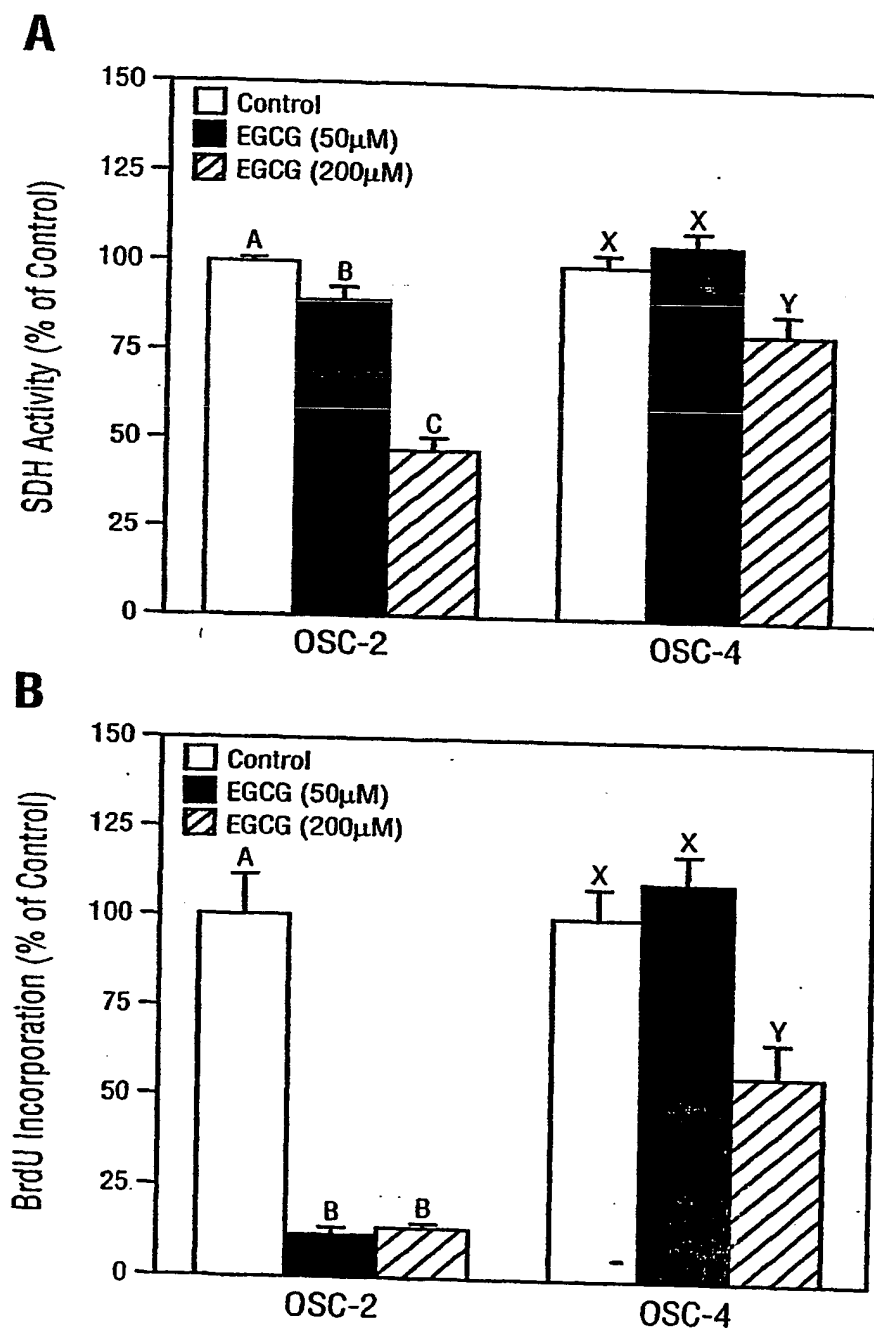 A
150
125
100
75
50
25
0
SDH Activity (% of Control)
Control
EGCG (50μM)
EGCG (200μM)
A
B
C
X
X
Y
OSC-2
OSC-4
B
150
125
100
75
50
25
0
BrdU Incorporation (% of Control)
Control
EGCG (50μM)
EGCG (200μM)
A
B
B
X
X
Y
OSC-2
OSC-4